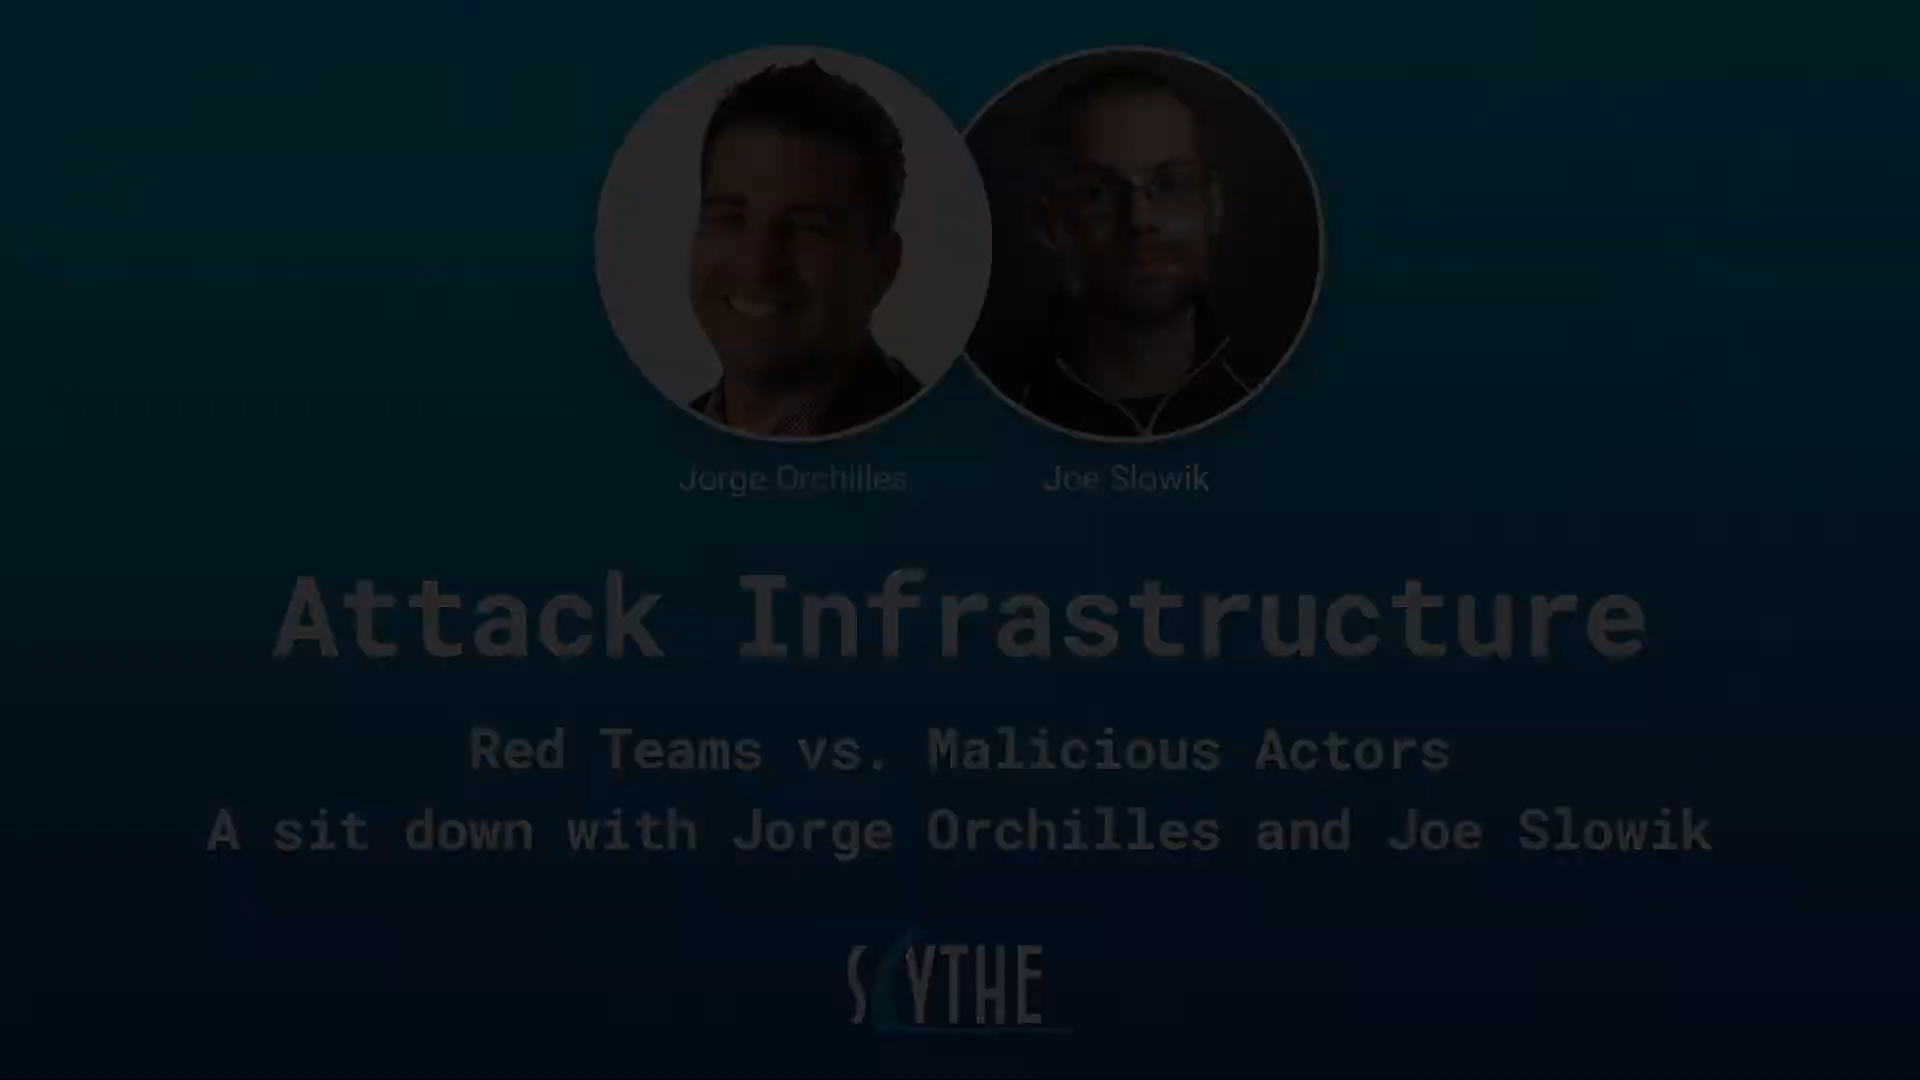 Jorge Orchilles
Joe Slowik
Attack Infrastructure
Red Teams vs. Malicious Actors
A sit down with Jorge Orchilles and Joe Slowik
SCYTHE